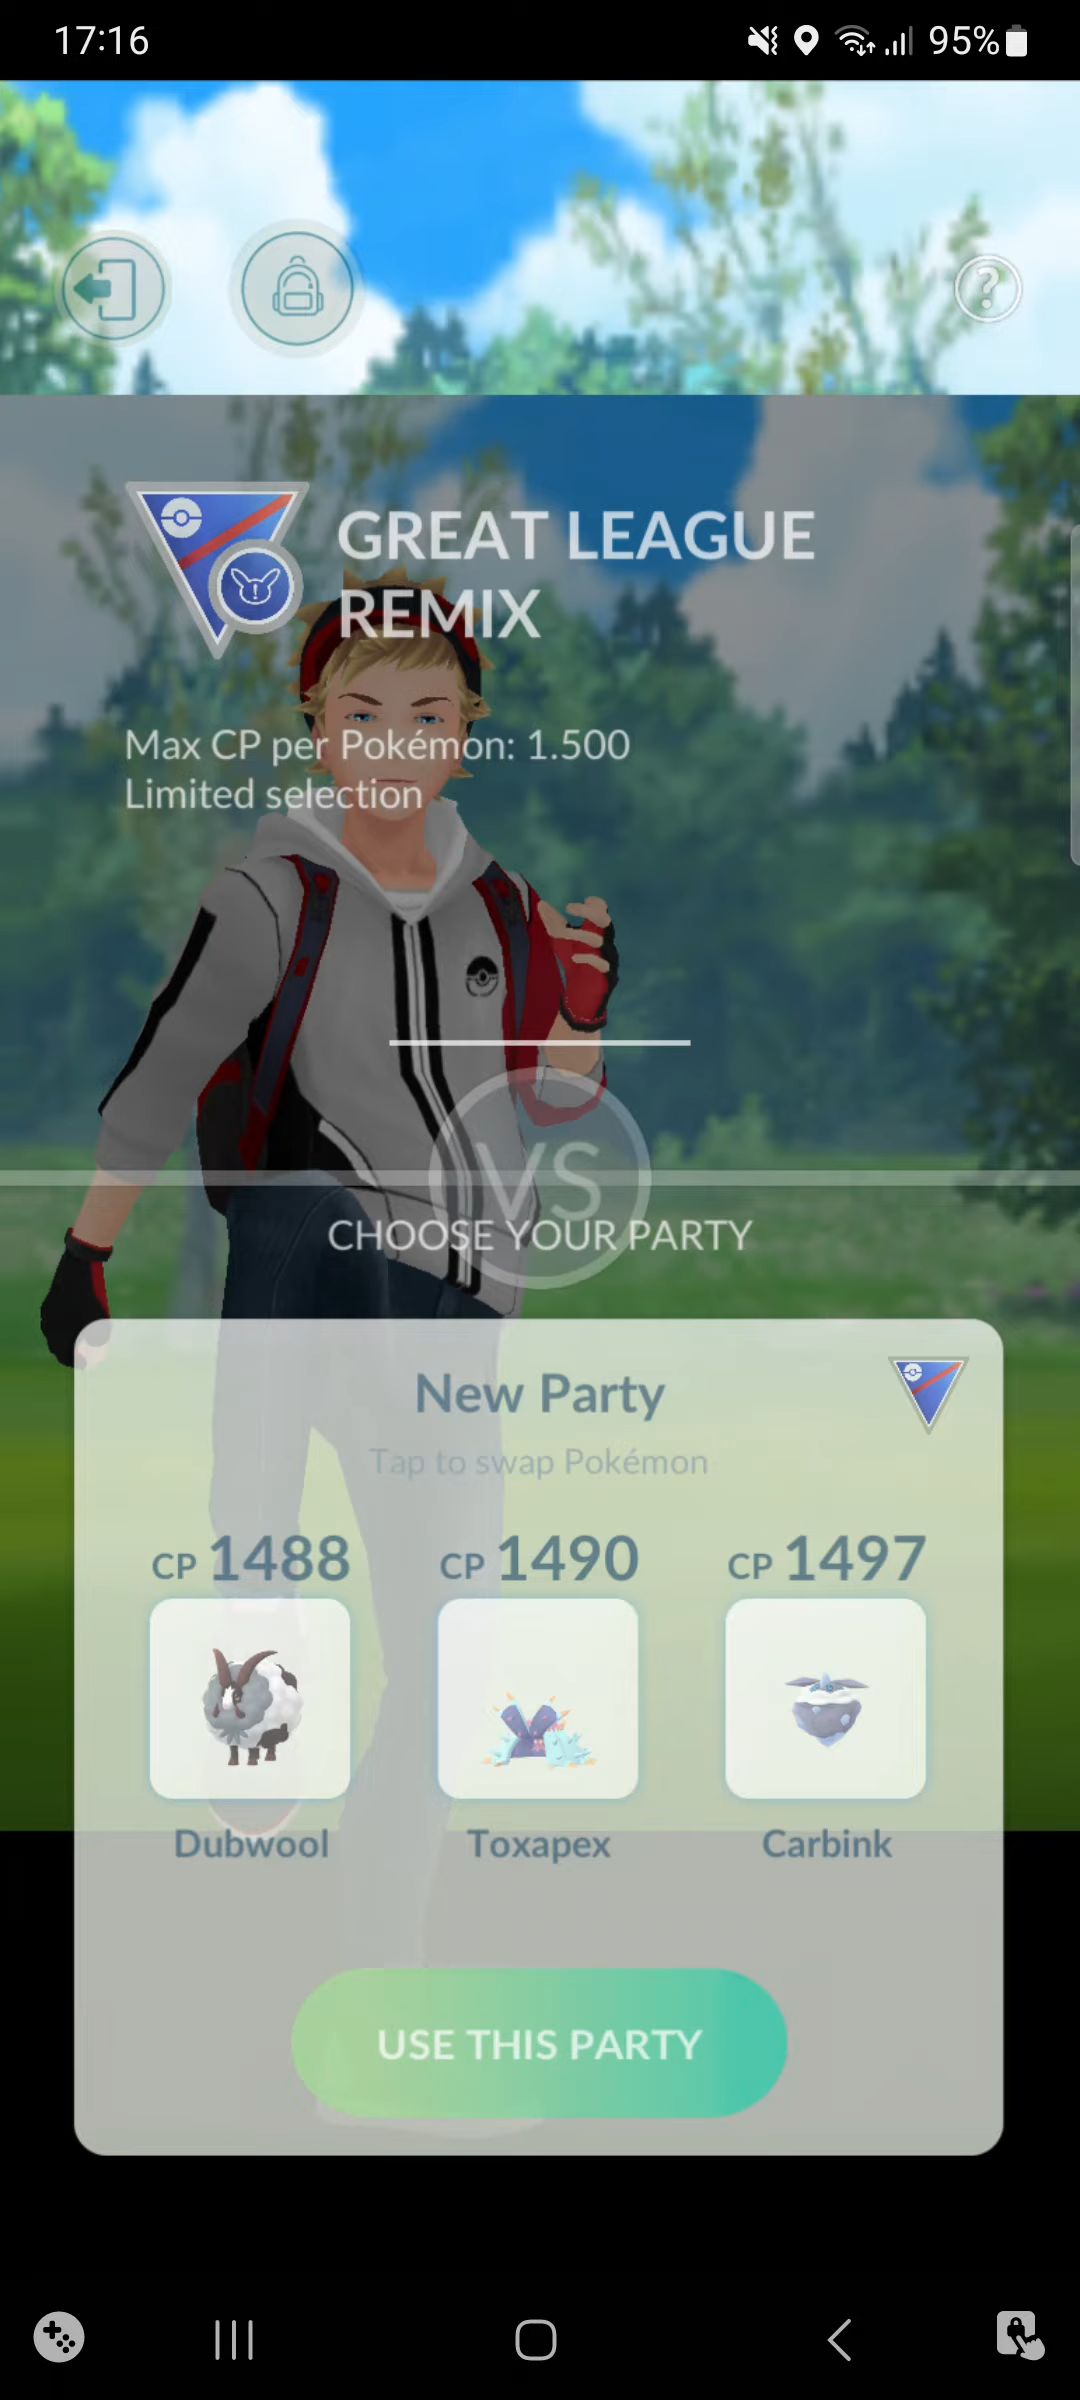 17:16
95%
GREAT LEAGUE
REMIX
Max CP per Pokémon: 1.500
Limited selection
VS
CHOOSE YOUR PARTY
New Party
Tap to swap Pokémon
CP 1488 CP 1490 CP 1497
Dubwool Toxapex Carbink
USE THIS PARTY